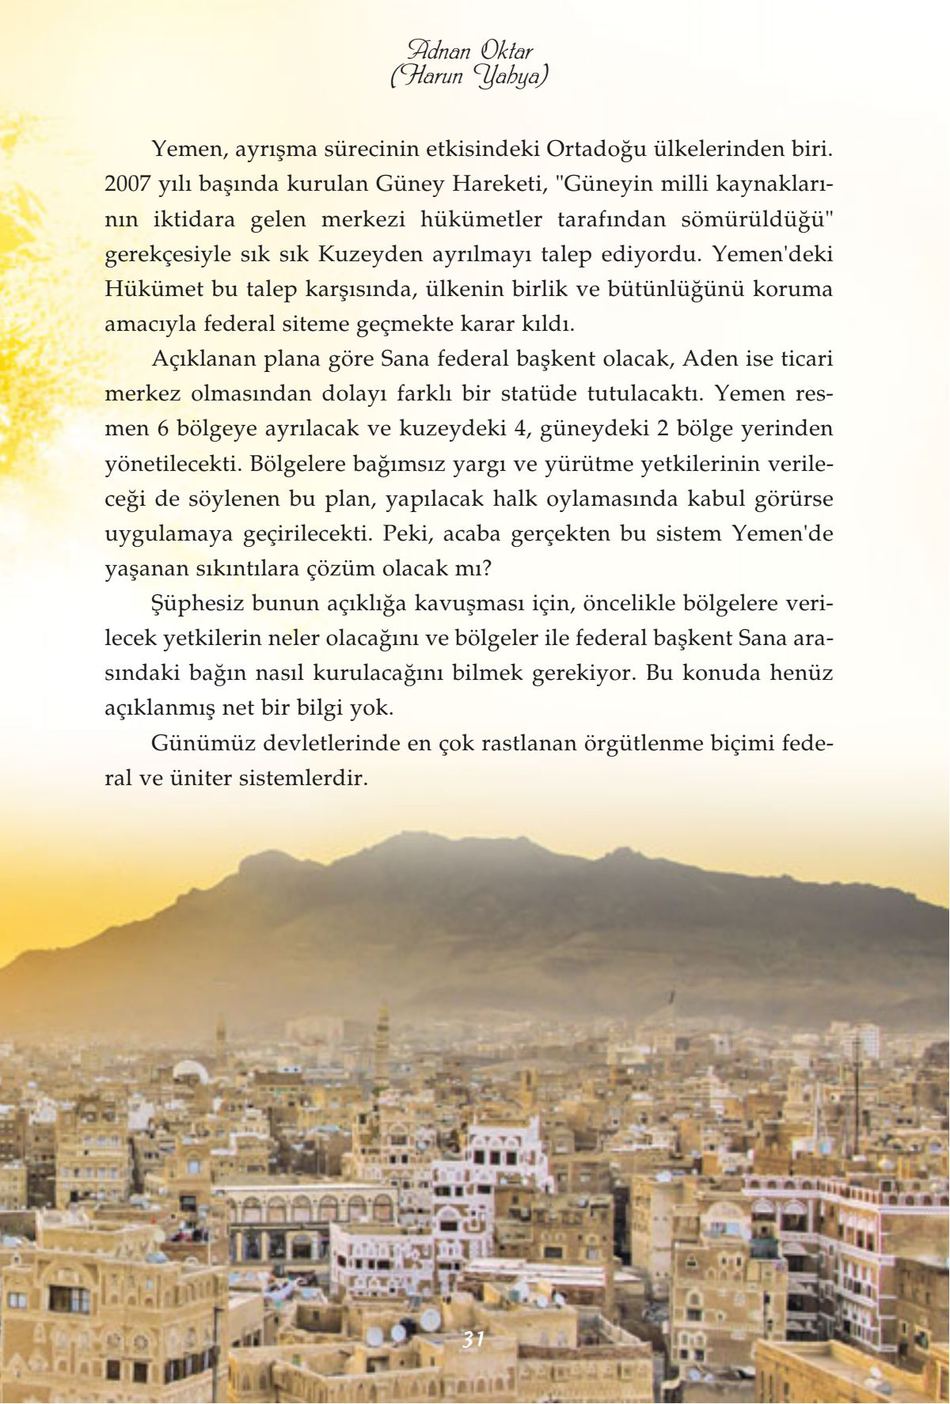 Adnan Oktar
(Harun Yahya)
Yemen, ayrışma sürecinin etkisindeki Ortadoğu ülkelerinden biri.
2007 yılı başında kurulan Güney Hareketi, "Güneyin milli kaynakları-
nın iktidara gelen merkezi hükümetler tarafından sömürüldüğü"
gerekçesiyle sık sık Kuzeyden ayrılmayı talep ediyordu. Yemen'deki
Hükümet bu talep karşısında, ülkenin birlik ve bütünlüğünü koruma
amacıyla federal siteme geçmekte karar kıldı.
Açıklanan plana göre Sana federal başkent olacak, Aden ise ticari
merkez olmasından dolayı farklı bir statüde tutulacaktı. Yemen res-
men 6 bölgeye ayrılacak ve kuzeydeki 4, güneydeki 2 bölge yerinden
yönetilecekti. Bölgelere bağımsız yargı ve yürütme yetkilerinin verile-
ceği de söylenen bu plan, yapılacak halk oylamasında kabul görürse
uygulamaya geçirilecekti. Peki, acaba gerçekten bu sistem Yemen'de
yaşanan sıkıntılara çözüm olacak mı?
Şüphesiz bunun açıklığa kavuşması için, öncelikle bölgelere veri-
lecek yetkilerin neler olacağını ve bölgeler ile federal başkent Sana ara-
sındaki bağın nasıl kurulacağını bilmek gerekiyor. Bu konuda henüz
açıklanmış net bir bilgi yok.
Günümüz devletlerinde en çok rastlanan örgütlenme biçimi fede-
ral ve üniter sistemlerdir.
31